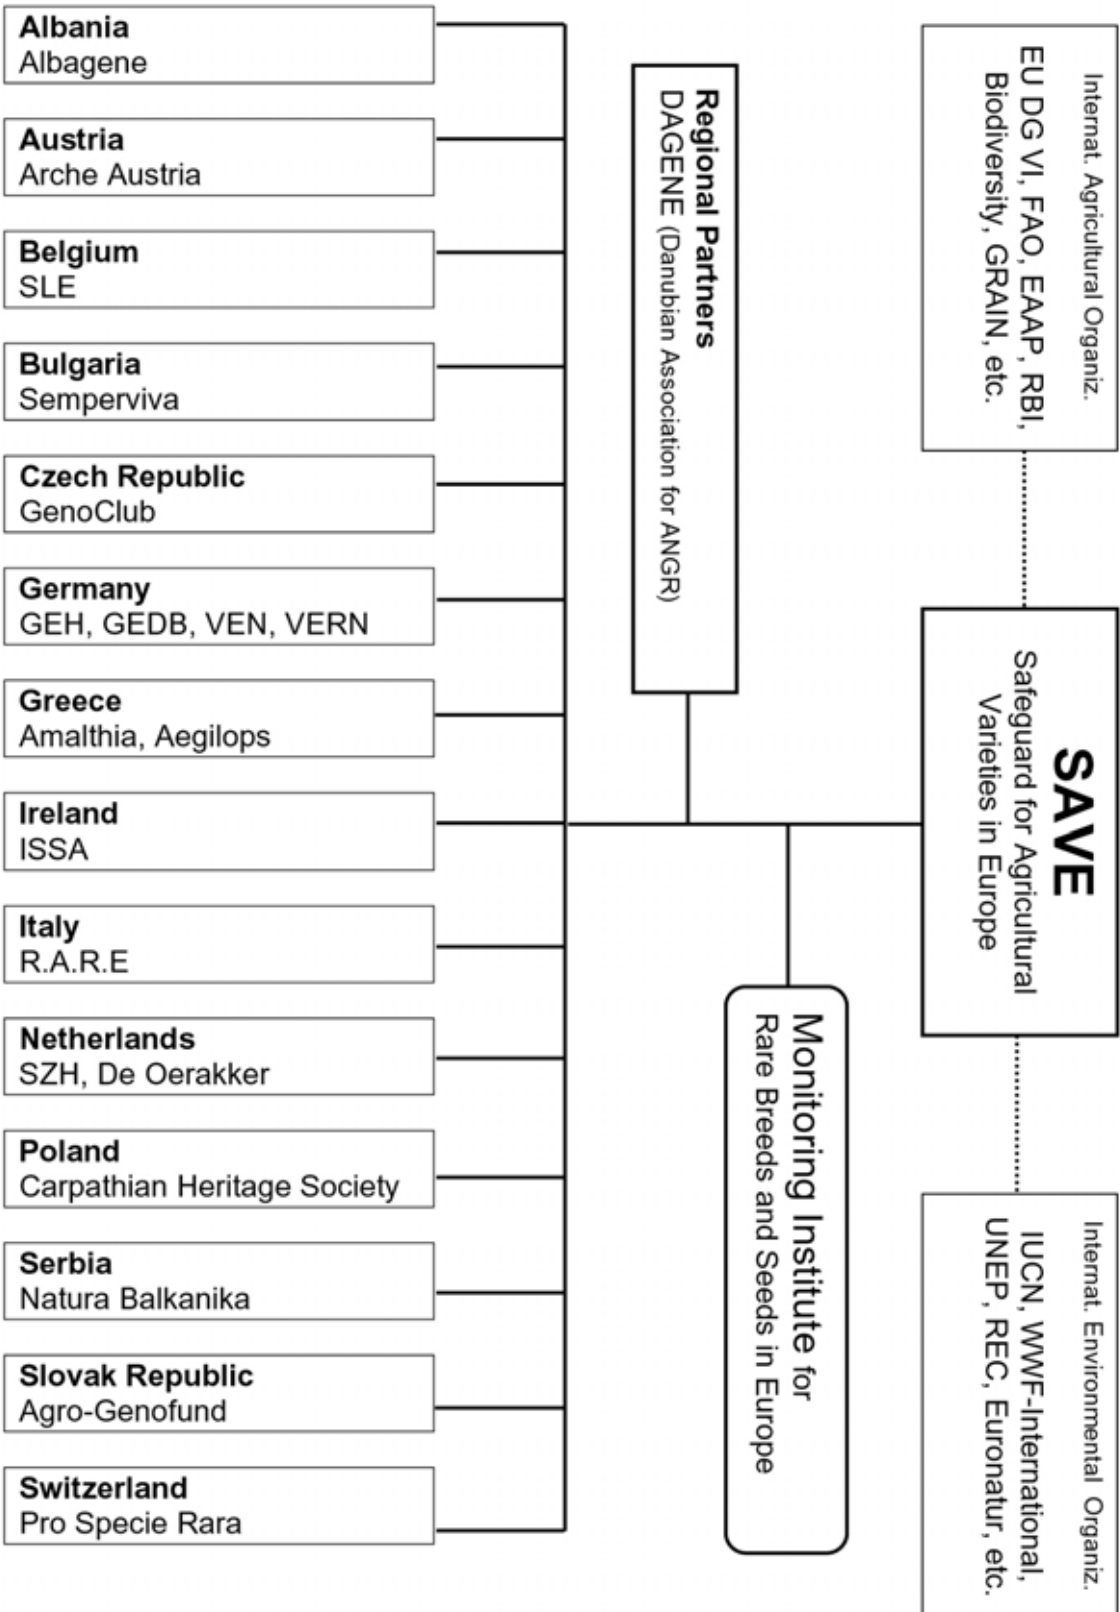 Internat. Agricultural Organiz.
EU DG VI, FAO, EAAP, RBI,
Biodiversity, GRAIN, etc.
SAVE
Safeguard for Agricultural
Varieties in Europe
Internat. Environmental Organiz.
IUCN, WWF-International,
UNEP, REC, Euronatur, etc.
Regional Partners
DAGENE (Danubian Association for ANGR)
Monitoring Institute for
Rare Breeds and Seeds in Europe
Albania
Albagene
Austria
Arche Austria
Belgium
SLE
Bulgaria
Semperviva
Czech Republic
GenoClub
Germany
GEH, GEDB, VEN, VERN
Greece
Amalthia, Aegilops
Ireland
ISSA
Italy
R.A.R.E
Netherlands
SZH, De Oerakker
Poland
Carpathian Heritage Society
Serbia
Natura Balkanika
Slovak Republic
Agro-Genofund
Switzerland
Pro Specie Rara